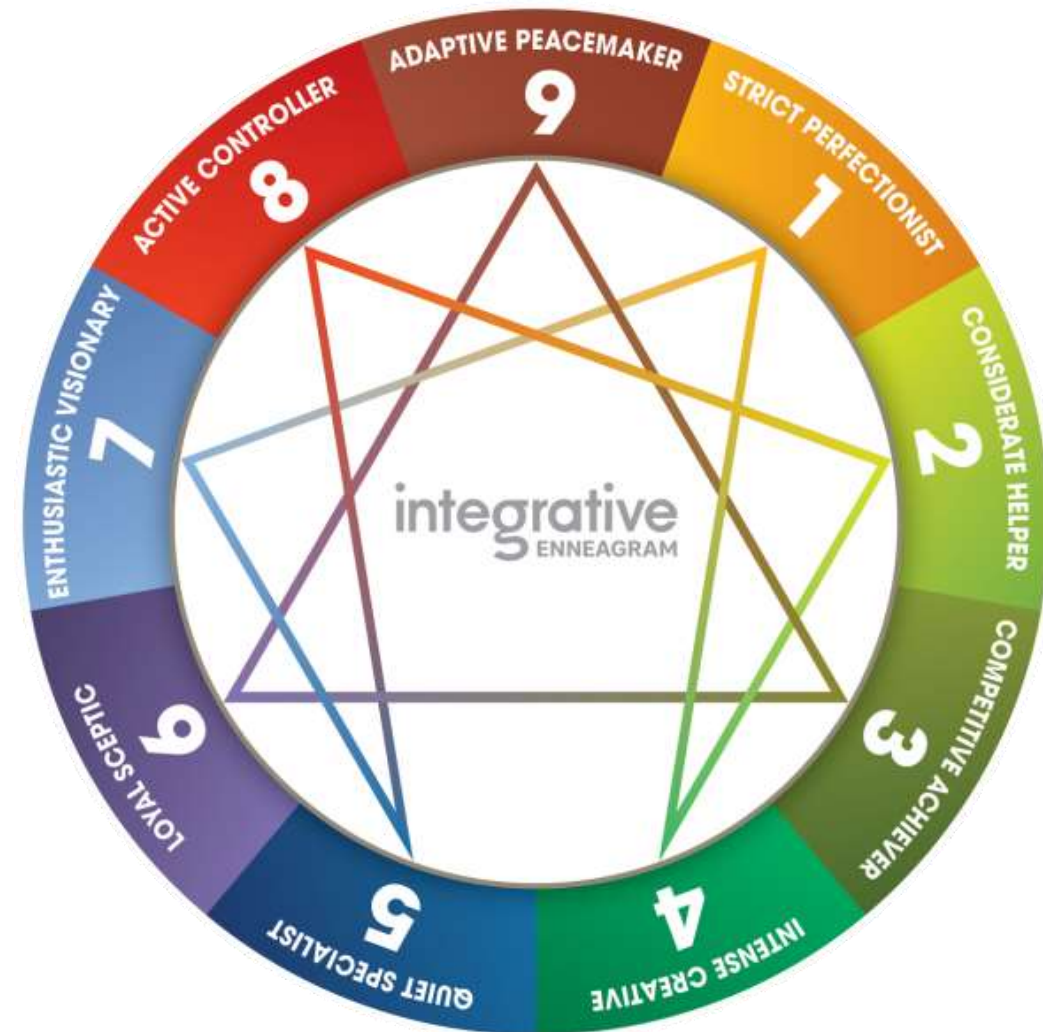 ADAPTIVE PEACEMAKER
9
STRICT PERFECTIONIST
1
CONSIDERATE HELPER
2
COMPETITIVE ACHIEVER
3
INTENSE CREATIVE
4
QUIET SPECIALIST
5
LOYAL SCEPTIC
6
ENTHUSIASTIC VISIONARY
7
ACTIVE CONTROLLER
8
integrative
ENNEAGRAM